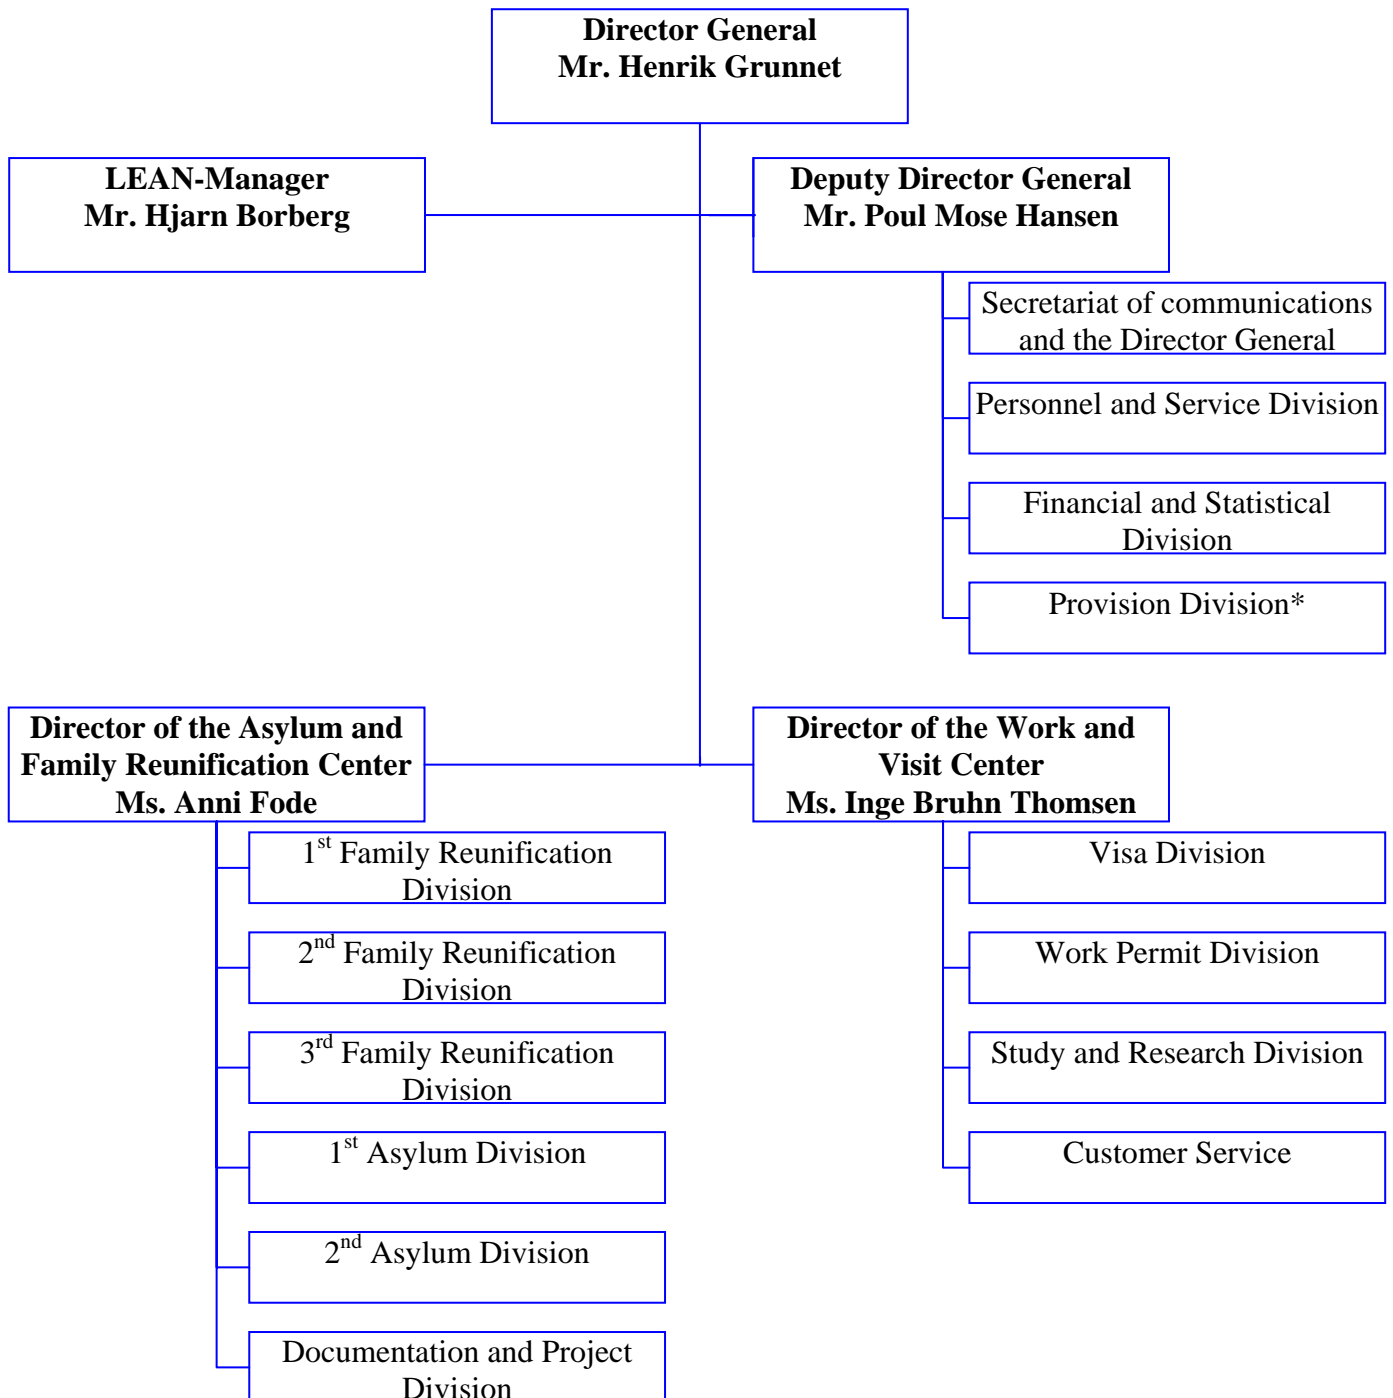 Director General
Mr. Henrik Grunnet
LEAN-Manager
Mr. Hjarn Borberg
Deputy Director General
Mr. Poul Mose Hansen
Secretariat of communications
and the Director General
Personnel and Service Division
Financial and Statistical
Division
Provision Division*
Director of the Asylum and
Family Reunification Center
Ms. Anni Fode
1st Family Reunification
Division
2nd Family Reunification
Division
3rd Family Reunification
Division
1st Asylum Division
2nd Asylum Division
Documentation and Project
Division
Director of the Work and
Visit Center
Ms. Inge Bruhn Thomsen
Visa Division
Work Permit Division
Study and Research Division
Customer Service